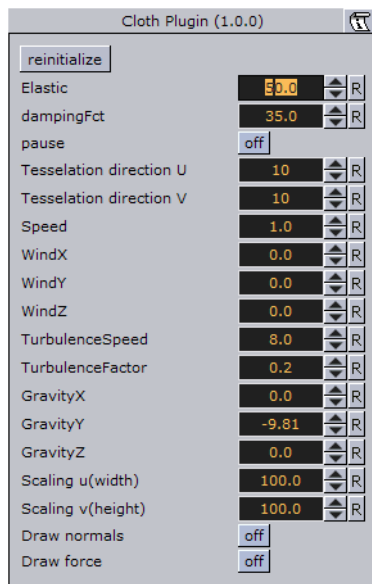 Cloth Plugin (1.0.0)
reinitialize
Elastic 50.0 R
dampingFct 35.0 R
pause off
Tesselation direction U 10 R
Tesselation direction V 10 R
Speed 1.0 R
WindX 0.0 R
WindY 0.0 R
WindZ 0.0 R
TurbulenceSpeed 8.0 R
TurbulenceFactor 0.2 R
GravityX 0.0 R
GravityY -9.81 R
GravityZ 0.0 R
Scaling u(width) 100.0 R
Scaling v(height) 100.0 R
Draw normals off
Draw force off